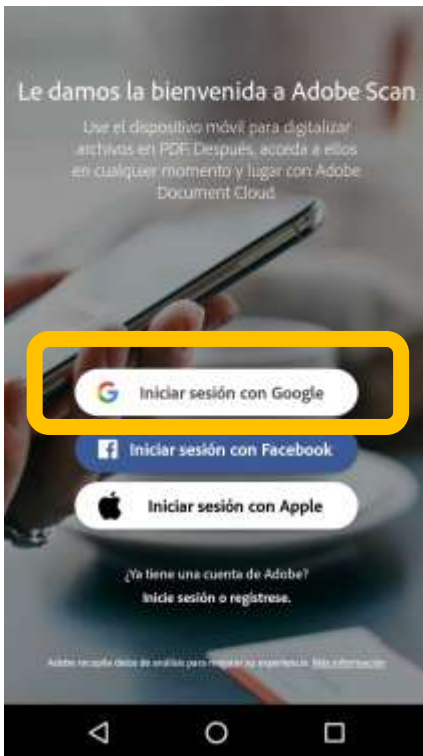 Le damos la bienvenida a Adobe Scan
Use el dispositivo móvil para digitalizar
archivos en PDF. Después, acceda a ellos
en cualquier momento y lugar con Adobe
Document Cloud.
Iniciar sesión con Google
Iniciar sesión con Facebook
Iniciar sesión con Apple
¿Ya tiene una cuenta de Adobe?
Inicie sesión o regístrese.
Adobe recopila datos de análisis para mejorar su experiencia. Más información